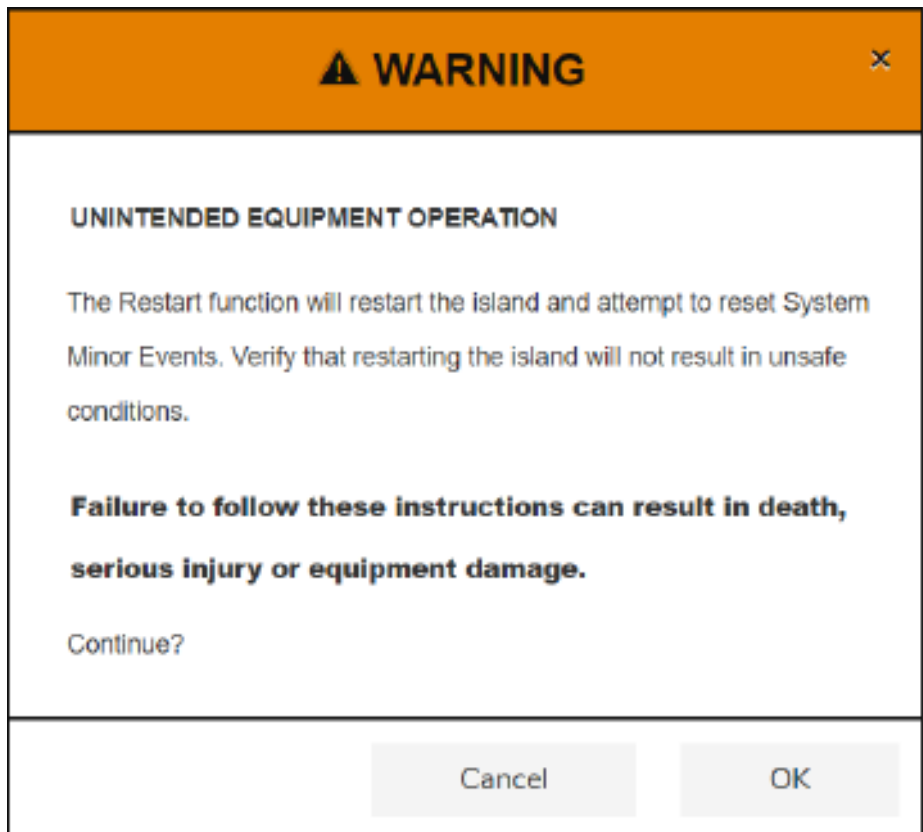 WARNING
×
UNINTENDED EQUIPMENT OPERATION
The Restart function will restart the island and attempt to reset System
Minor Events. Verify that restarting the island will not result in unsafe
conditions.
Failure to follow these instructions can result in death,
serious injury or equipment damage.
Continue?
Cancel
OK